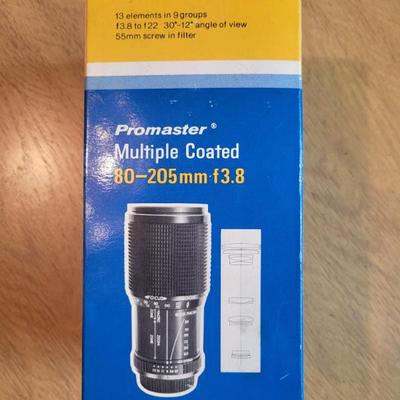 13 elements in 9 groups
f3.8 to f22 30°-12° angle of view
55mm screw in filter
Promaster®
Multiple Coated
80-205mm·f3.8
FOCUS